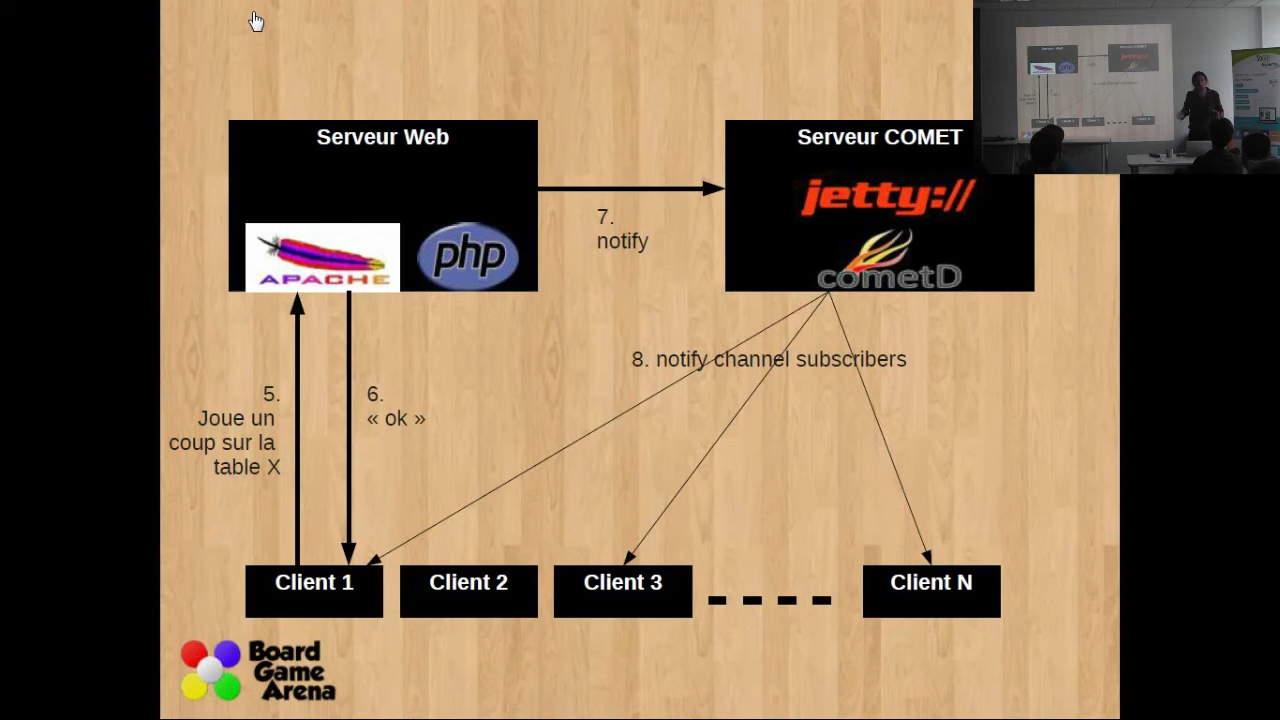 Serveur Web
Serveur COMET
jetty://
APACHE
php
cometD
7.
notify
8. notify channel subscribers
5.
Joue un
coup sur la
table X
6.
« ok »
Client 1
Client 2
Client 3
Client N
Board
Game
Arena